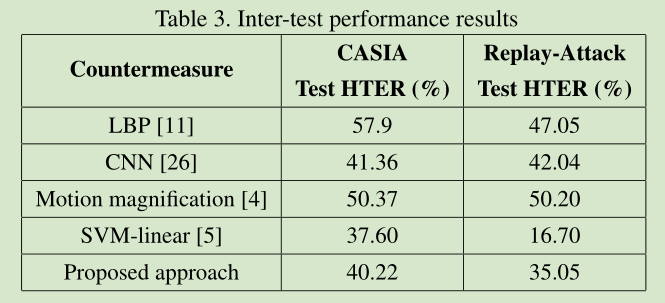 Table 3. Inter-test performance results
Countermeasure CASIA Test HTER (%) Replay-Attack Test HTER (%)
LBP [11] 57.9 47.05
CNN [26] 41.36 42.04
Motion magnification [4] 50.37 50.20
SVM-linear [5] 37.60 16.70
Proposed approach 40.22 35.05